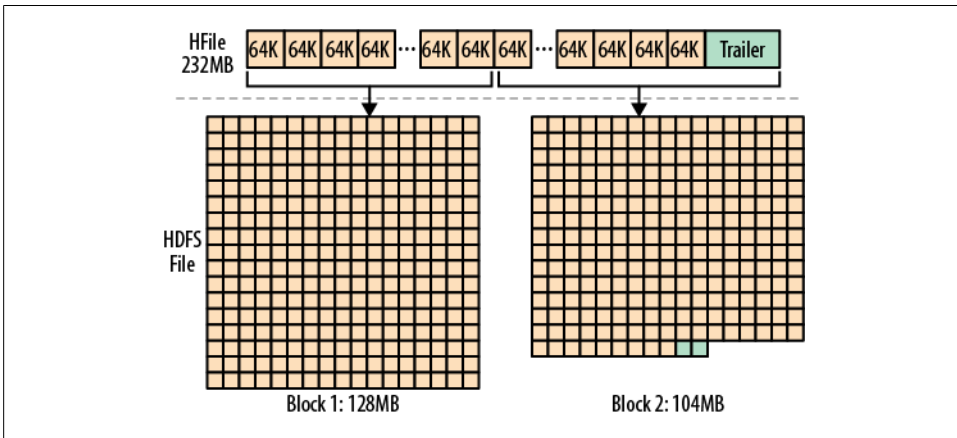 HFile
232MB
64K 64K 64K 64K ... 64K 64K 64K ... 64K 64K 64K 64K Trailer
HDFS
File
Block 1: 128MB
Block 2: 104MB